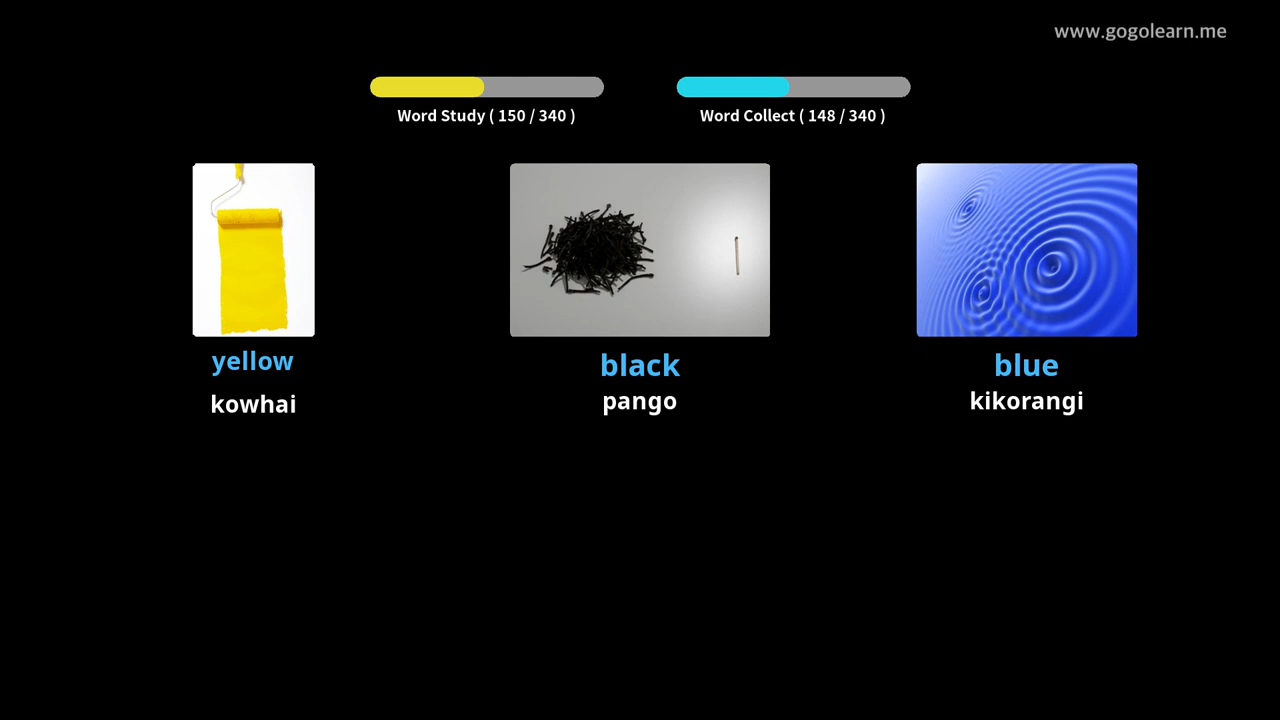 www.gogolearn.me
Word Study ( 150 / 340 )
Word Collect ( 148 / 340 )
yellow
kowhai
black
pango
blue
kikorangi